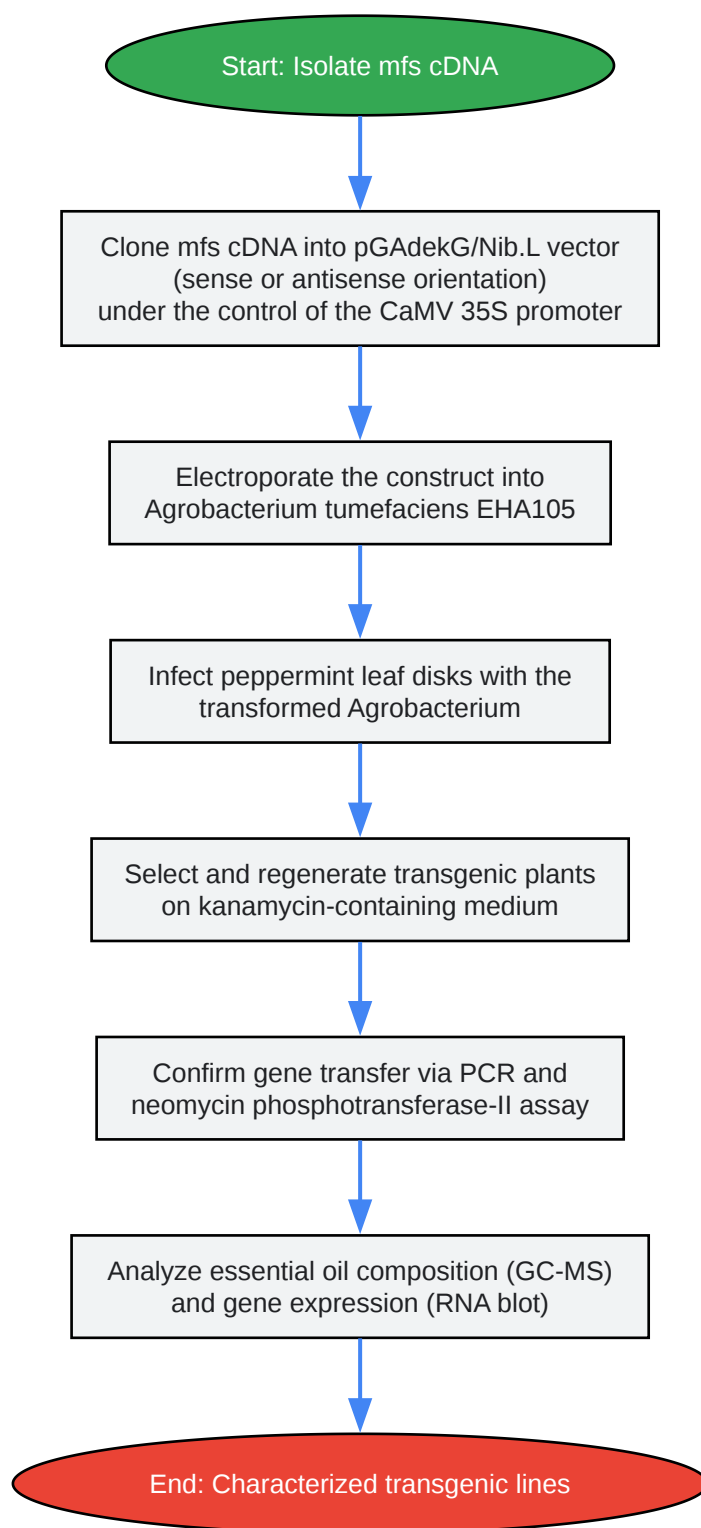 Start: Isolate mfs cDNA
Clone mfs cDNA into pGAdekG/Nib.L vector
(sense or antisense orientation)
under the control of the CaMV 35S promoter
Electroporate the construct into
Agrobacterium tumefaciens EHA105
Infect peppermint leaf disks with the
transformed Agrobacterium
Select and regenerate transgenic plants
on kanamycin-containing medium
Confirm gene transfer via PCR and
neomycin phosphotransferase-II assay
Analyze essential oil composition (GC-MS)
and gene expression (RNA blot)
End: Characterized transgenic lines